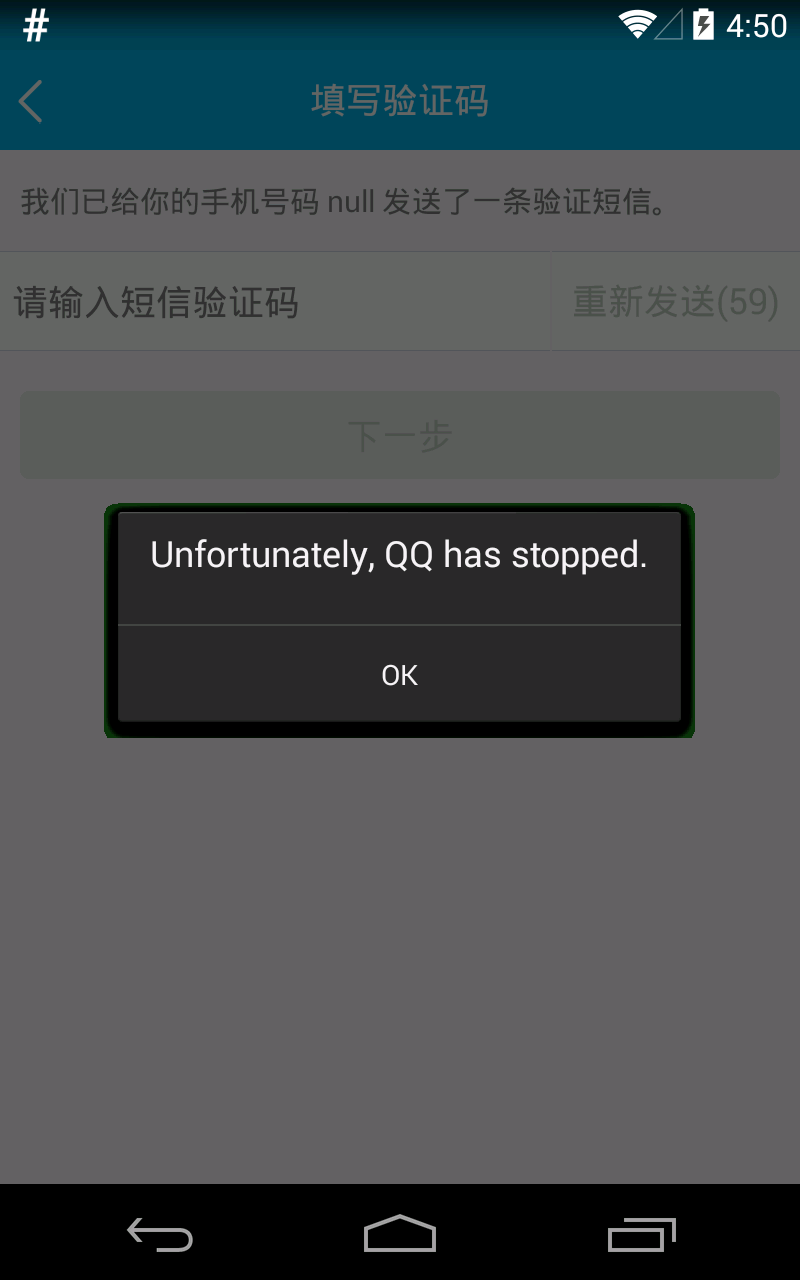 #
4:50
填写验证码
我们已给你的手机号码 null 发送了一条验证短信。
请输入短信验证码
重新发送(59)
下一步
Unfortunately, QQ has stopped.
OK